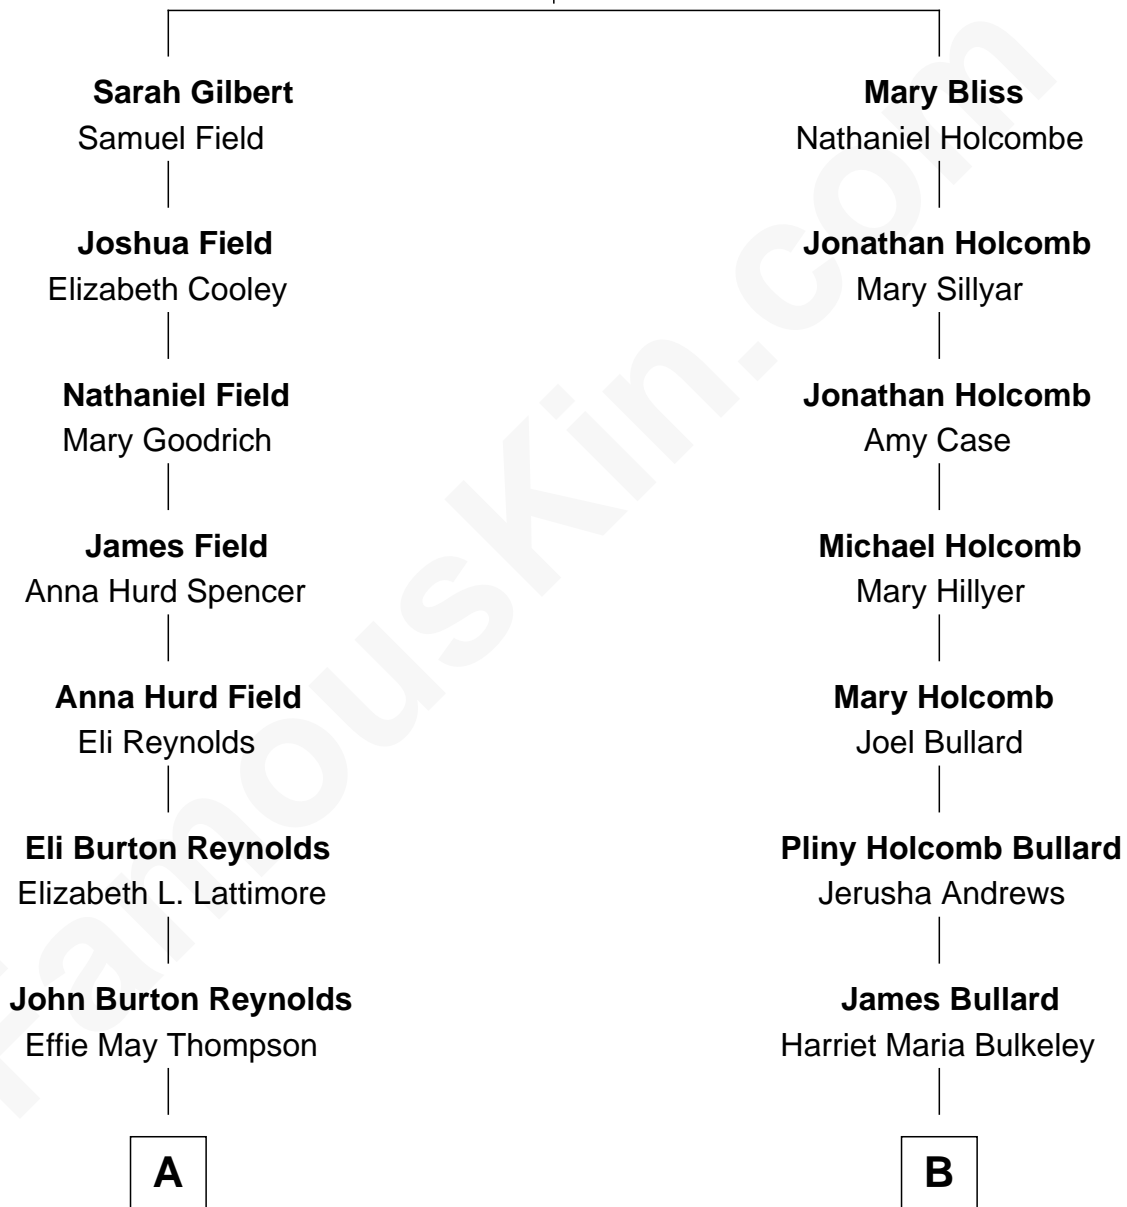 Sarah Gilbert
Samuel Field
Joshua Field
Elizabeth Cooley
Nathaniel Field
Mary Goodrich
James Field
Anna Hurd Spencer
Anna Hurd Field
Eli Reynolds
Eli Burton Reynolds
Elizabeth L. Lattimore
John Burton Reynolds
Effie May Thompson
A
Mary Bliss
Nathaniel Holcombe
Jonathan Holcomb
Mary Sillyar
Jonathan Holcomb
Amy Case
Michael Holcomb
Mary Hillyer
Mary Holcomb
Joel Bullard
Pliny Holcomb Bullard
Jerusha Andrews
James Bullard
Harriet Maria Bulkeley
B
FamousKin.com